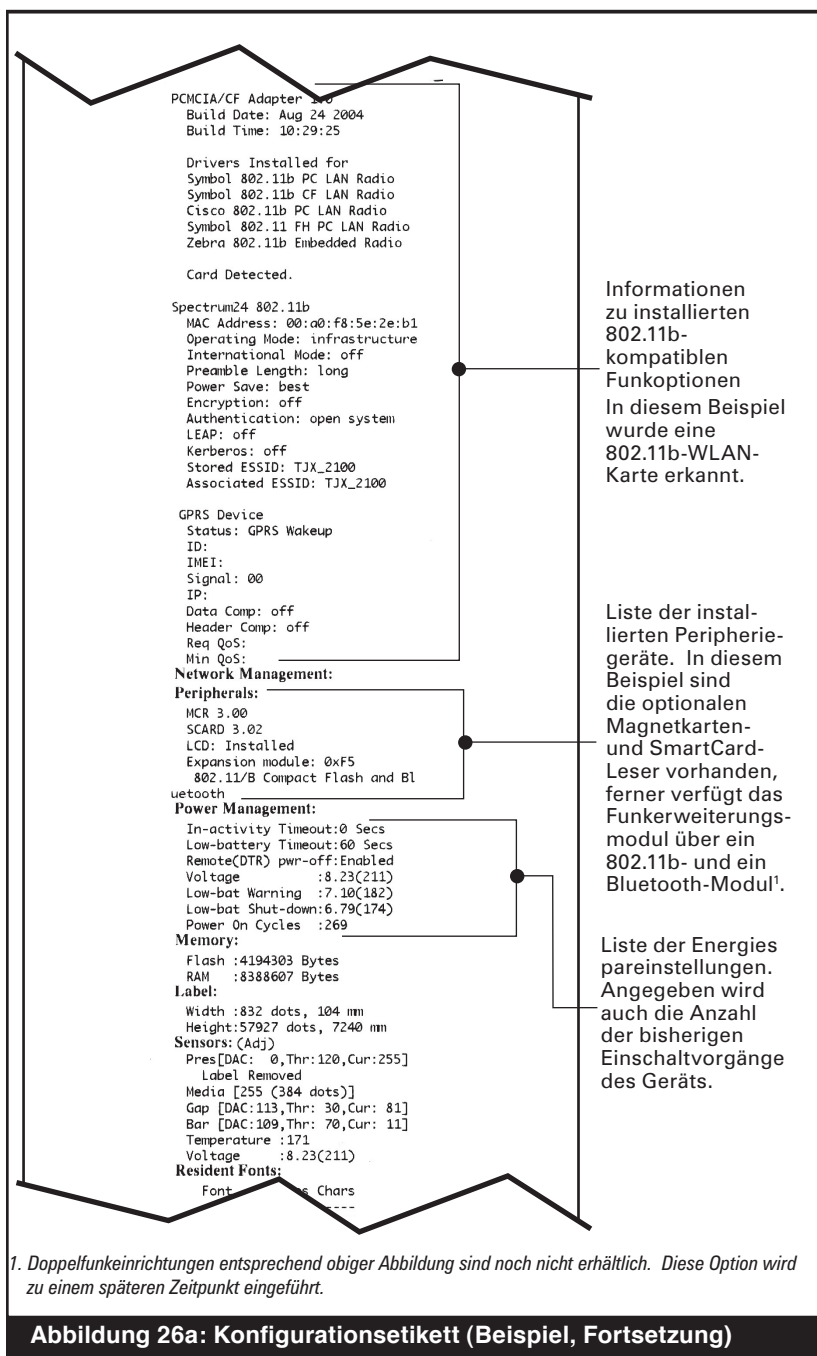 PCMCIA/CF Adapter
Build Date: Aug 24 2004
Build Time: 10:29:25
Drivers Installed for
Symbol 802.11b PC LAN Radio
Symbol 802.11b CF LAN Radio
Cisco 802.11b PC LAN Radio
Symbol 802.11 FH PC LAN Radio
Zebra 802.11b Embedded Radio
Card Detected.
Spectrum24 802.11b
MAC Address: 00:a0:f8:5e:2e:b1
Operating Mode: infrastructure
International Mode: off
Preamble Length: long
Power Save: best
Encryption: off
Authentication: open system
LEAP: off
Kerberos: off
Stored ESSID: TJX_2100
Associated ESSID: TJX_2100
GPRS Device
Status: GPRS Wakeup
ID:
IMEI:
Signal: 00
IP:
Data Comp: off
Header Comp: off
Req QoS:
Min QoS:
Network Management:
Peripherals:
MCR 3.00
SCARD 3.02
LCD: Installed
Expansion module: 0xF5
802.11/B Compact Flash and Bl
uetooth
Power Management:
In-activity Timeout:0 Secs
Low-battery Timeout:60 Secs
Remote(DTR) pwr-off:Enabled
Voltage :8.23(211)
Low-bat Warning :7.10(182)
Low-bat Shut-down:6.79(174)
Power On Cycles :269
Memory:
Flash :4194303 Bytes
RAM :8388607 Bytes
Label:
Width :832 dots, 104 mm
Height:57927 dots, 7240 mm
Sensors: (Adj)
Pres[DAC: 0,Thr:120,Cur:255]
Label Removed
Media [255 (384 dots)]
Gap [DAC:113,Thr: 30,Cur: 81]
Bar [DAC:109,Thr: 70,Cur: 11]
Temperature :171
Voltage :8.23(211)
Resident Fonts:
Font Chars
Informationen
zu installierten
802.11b-
kompatiblen
Funkoptionen
In diesem Beispiel
wurde eine
802.11b-WLAN-
Karte erkannt.
Liste der instal-
lierten Peripherie-
geräte. In diesem
Beispiel sind
die optionalen
Magnetkarten-
und SmartCard-
Leser vorhanden,
ferner verfügt das
Funkerweiterungs-
modul über ein
802.11b- und ein
Bluetooth-Modul¹.
Liste der Energies
pareinstellungen.
Angegeben wird
auch die Anzahl
der bisherigen
Einschaltvorgänge
des Geräts.
1. Doppelfunkeinrichtungen entsprechend obiger Abbildung sind noch nicht erhältlich. Diese Option wird
zu einem späteren Zeitpunkt eingeführt.
Abbildung 26a: Konfigurationsetikett (Beispiel, Fortsetzung)